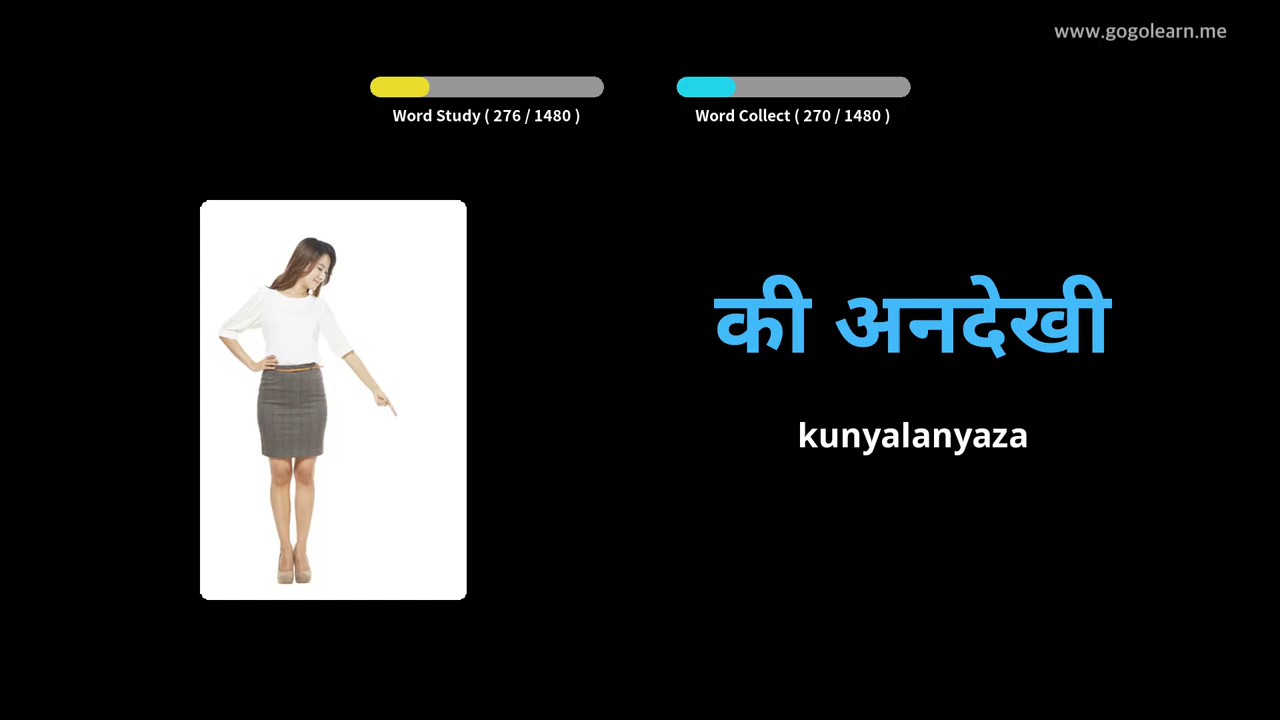 www.gogolearn.me
Word Study ( 276 / 1480 )
Word Collect ( 270 / 1480 )
की अनदेखी
kunyalanyaza